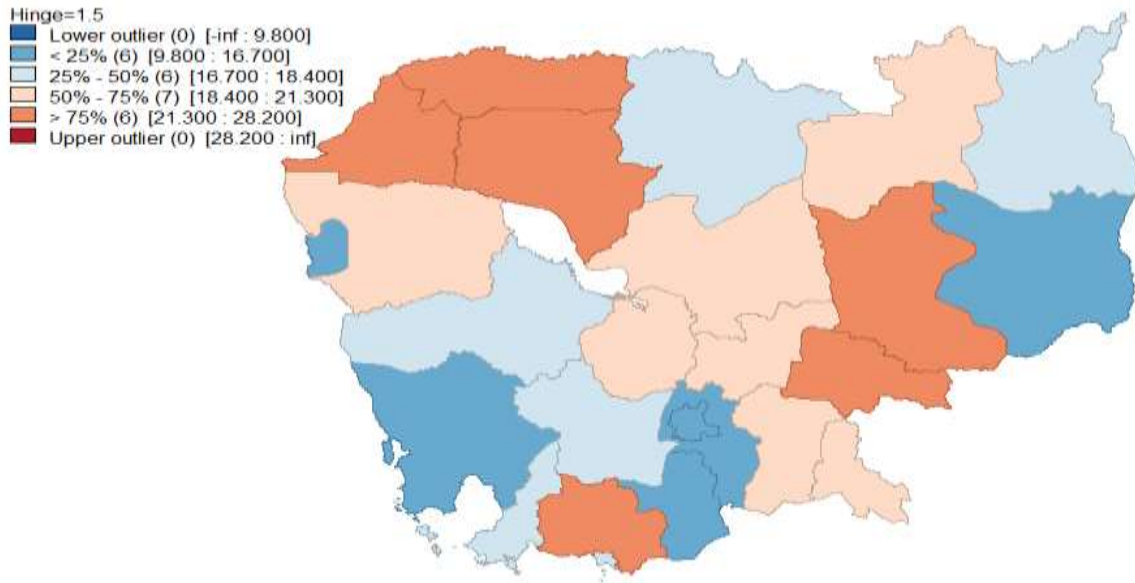 Hinge=1.5
Lower outlier (0) [-inf : 9.800]
< 25% (6) [9.800 : 16.700]
25% - 50% (6) [16.700 : 18.400]
50% - 75% (7) [18.400 : 21.300]
> 75% (6) [21.300 : 28.200]
Upper outlier (0) [28.200 : inf]